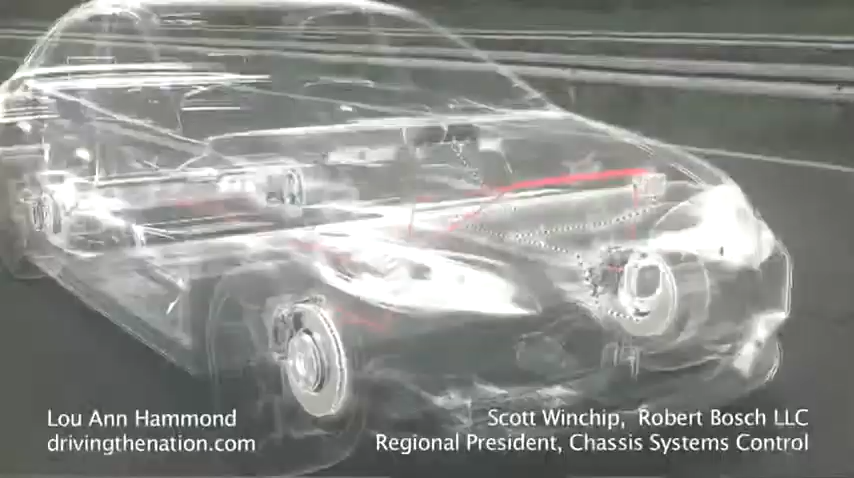 Lou Ann Hammond
drivingthenation.com
Scott Winchip, Robert Bosch LLC
Regional President, Chassis Systems Control